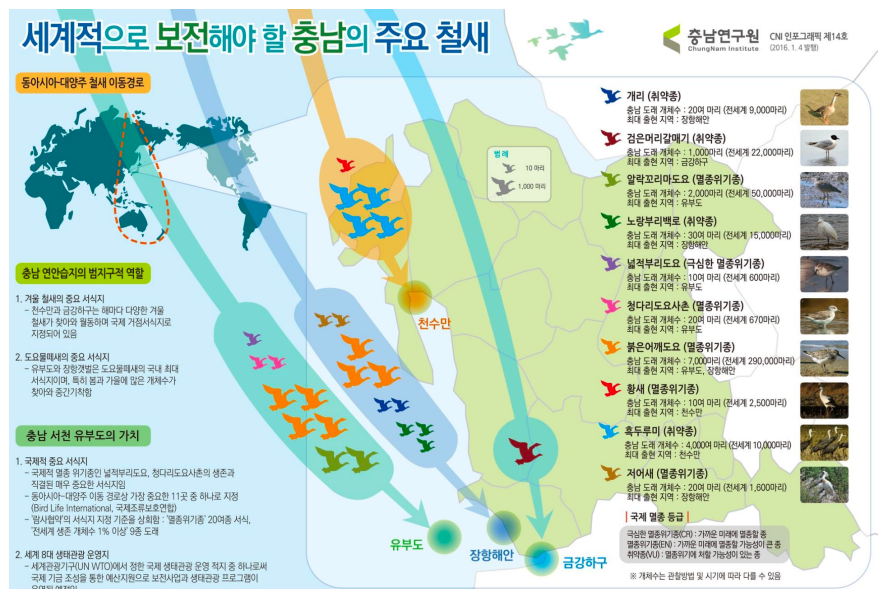 세계적으로 보전해야 할 충남의 주요 철새
충남연구원
ChungNam Institute
CNI 인포그래픽 제14호
(2016. 1. 4 발행)
동아시아-대양주 철새 이동경로
충남 연안습지의 범지구적 역할
1. 겨울 철새의 중요 서식지
- 천수만과 금강하구는 해마다 다양한 겨울
철새가 찾아와 월동하며 국제 거점서식지로
지정되어 있음
2. 도요물떼새의 중요 서식지
- 유부도와 장항갯벌은 도요물떼새의 국내 최대
서식지이며, 특히 봄과 가을에 많은 개체수가
찾아와 중간기착함
충남 서천 유부도의 가치
1. 국제적 중요 서식지
- 국제적 멸종 위기종인 넓적부리도요, 청다리도요사촌의 생존과
직결된 매우 중요한 서식지임
- 동아시아-대양주 이동 경로상 가장 중요한 11곳 중 하나로 지정
(Bird Life International, 국제조류보호연합)
- '람사협약'의 서식지 지정 기준을 상회함 : '멸종위기종' 20여종 서식,
'전세계 생존 개체수 1% 이상' 9종 도래
2. 세계 8대 생태관광 운영지
- 세계관광기구(UN WTO)에서 정한 국제 생태관광 운영 적지 중 하나로써
국제 기금 조성을 통한 예산지원으로 보전사업과 생태관광 프로그램이
범 례
10 마리
1,000 마리
천수만
유부도
장항해안
금강하구
개리 (취약종)
충남 도래 개체수 : 20여 마리 (전세계 9,000마리)
최대 출현 지역 : 장항해안
검은머리갈매기 (취약종)
충남 도래 개체수 : 1,000마리 (전세계 22,000마리)
최대 출현 지역 : 금강하구
알락꼬리마도요 (멸종위기종)
충남 도래 개체수 : 2,000마리 (전세계 50,000마리)
최대 출현 지역 : 유부도
노랑부리백로 (취약종)
충남 도래 개체수 : 30여 마리 (전세계 15,000마리)
최대 출현 지역 : 장항해안
넓적부리도요 (극심한 멸종위기종)
충남 도래 개체수 : 10여 마리 (전세계 600마리)
최대 출현 지역 : 유부도
청다리도요사촌 (멸종위기종)
충남 도래 개체수 : 20여 마리 (전세계 670마리)
최대 출현 지역 : 유부도
붉은어깨도요 (멸종위기종)
충남 도래 개체수 : 7,000마리 (전세계 290,000마리)
최대 출현 지역 : 유부도, 장항해안
황새 (멸종위기종)
충남 도래 개체수 : 10여 마리 (전세계 2,500마리)
최대 출현 지역 : 천수만
흑두루미 (취약종)
충남 도래 개체수 : 4,000여 마리 (전세계 10,000마리)
최대 출현 지역 : 천수만
저어새 (멸종위기종)
충남 도래 개체수 : 20여 마리 (전세계 1,600마리)
최대 출현 지역 : 장항해안
국제 멸종 등급
극심한 멸종위기종(CR) : 가까운 미래에 멸종할 종
멸종위기종(EN) : 가까운 미래에 멸종할 가능성이 큰 종
취약종(VU) : 멸종위기에 처할 가능성이 있는 종
※ 개체수는 관찰방법 및 시기에 따라 다를 수 있음